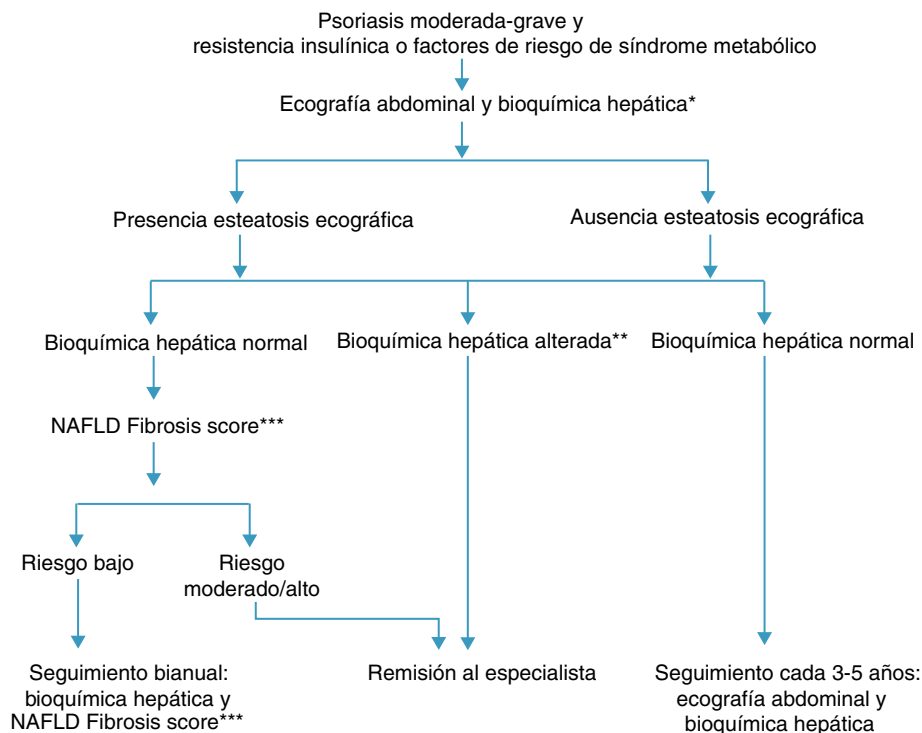 Psoriasis moderada-grave y
resistencia insulínica o factores de riesgo de síndrome metabólico
Ecografía abdominal y bioquímica hepática*
Presencia esteatosis ecográfica
Ausencia esteatosis ecográfica
Bioquímica hepática normal
Bioquímica hepática alterada**
Bioquímica hepática normal
NAFLD Fibrosis score***
Riesgo bajo
Riesgo
moderado/alto
Seguimiento bianual:
bioquímica hepática y
NAFLD Fibrosis score***
Remisión al especialista
Seguimiento cada 3-5 años:
ecografía abdominal y
bioquímica hepática